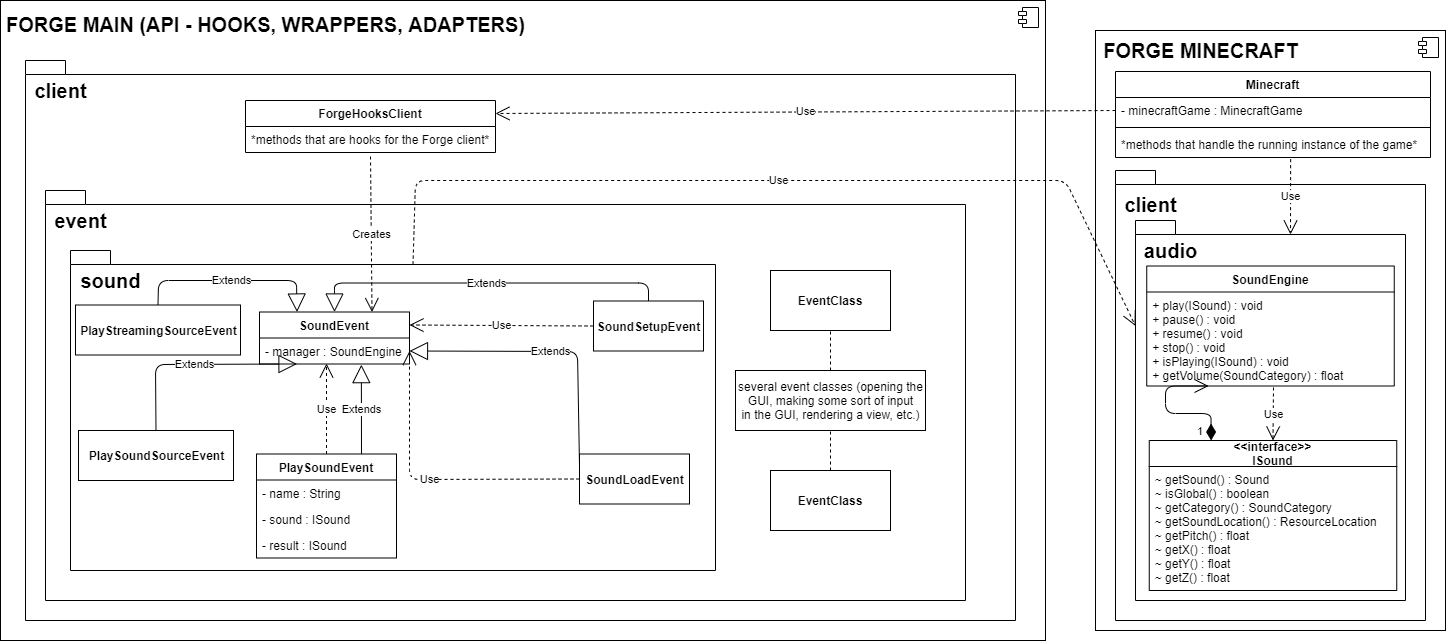 FORGE MAIN (API - HOOKS, WRAPPERS, ADAPTERS)
client
ForgeHooksClient
*methods that are hooks for the Forge client*
Use
Use
Creates
event
sound
Extends
Extends
PlayStreamingSourceEvent
SoundEvent
- manager : SoundEngine
Use
SoundSetupEvent
Extends
Extends
Use
Extends
PlaySoundSourceEvent
PlaySoundEvent
- name : String
- sound : ISound
- result : ISound
Use
SoundLoadEvent
EventClass
several event classes (opening the
GUI, making some sort of input
in the GUI, rendering a view, etc.)
EventClass
FORGE MINECRAFT
Minecraft
- minecraftGame : MinecraftGame
*methods that handle the running instance of the game*
Use
client
audio
SoundEngine
+ play(ISound) : void
+ pause() : void
+ resume() : void
+ stop() : void
+ isPlaying(ISound) : void
+ getVolume(SoundCategory) : float
Use
1
<<interface>>
ISound
~ getSound() : Sound
~ isGlobal() : boolean
~ getCategory() : SoundCategory
~ getSoundLocation() : ResourceLocation
~ getPitch() : float
~ getX() : float
~ getY() : float
~ getZ() : float